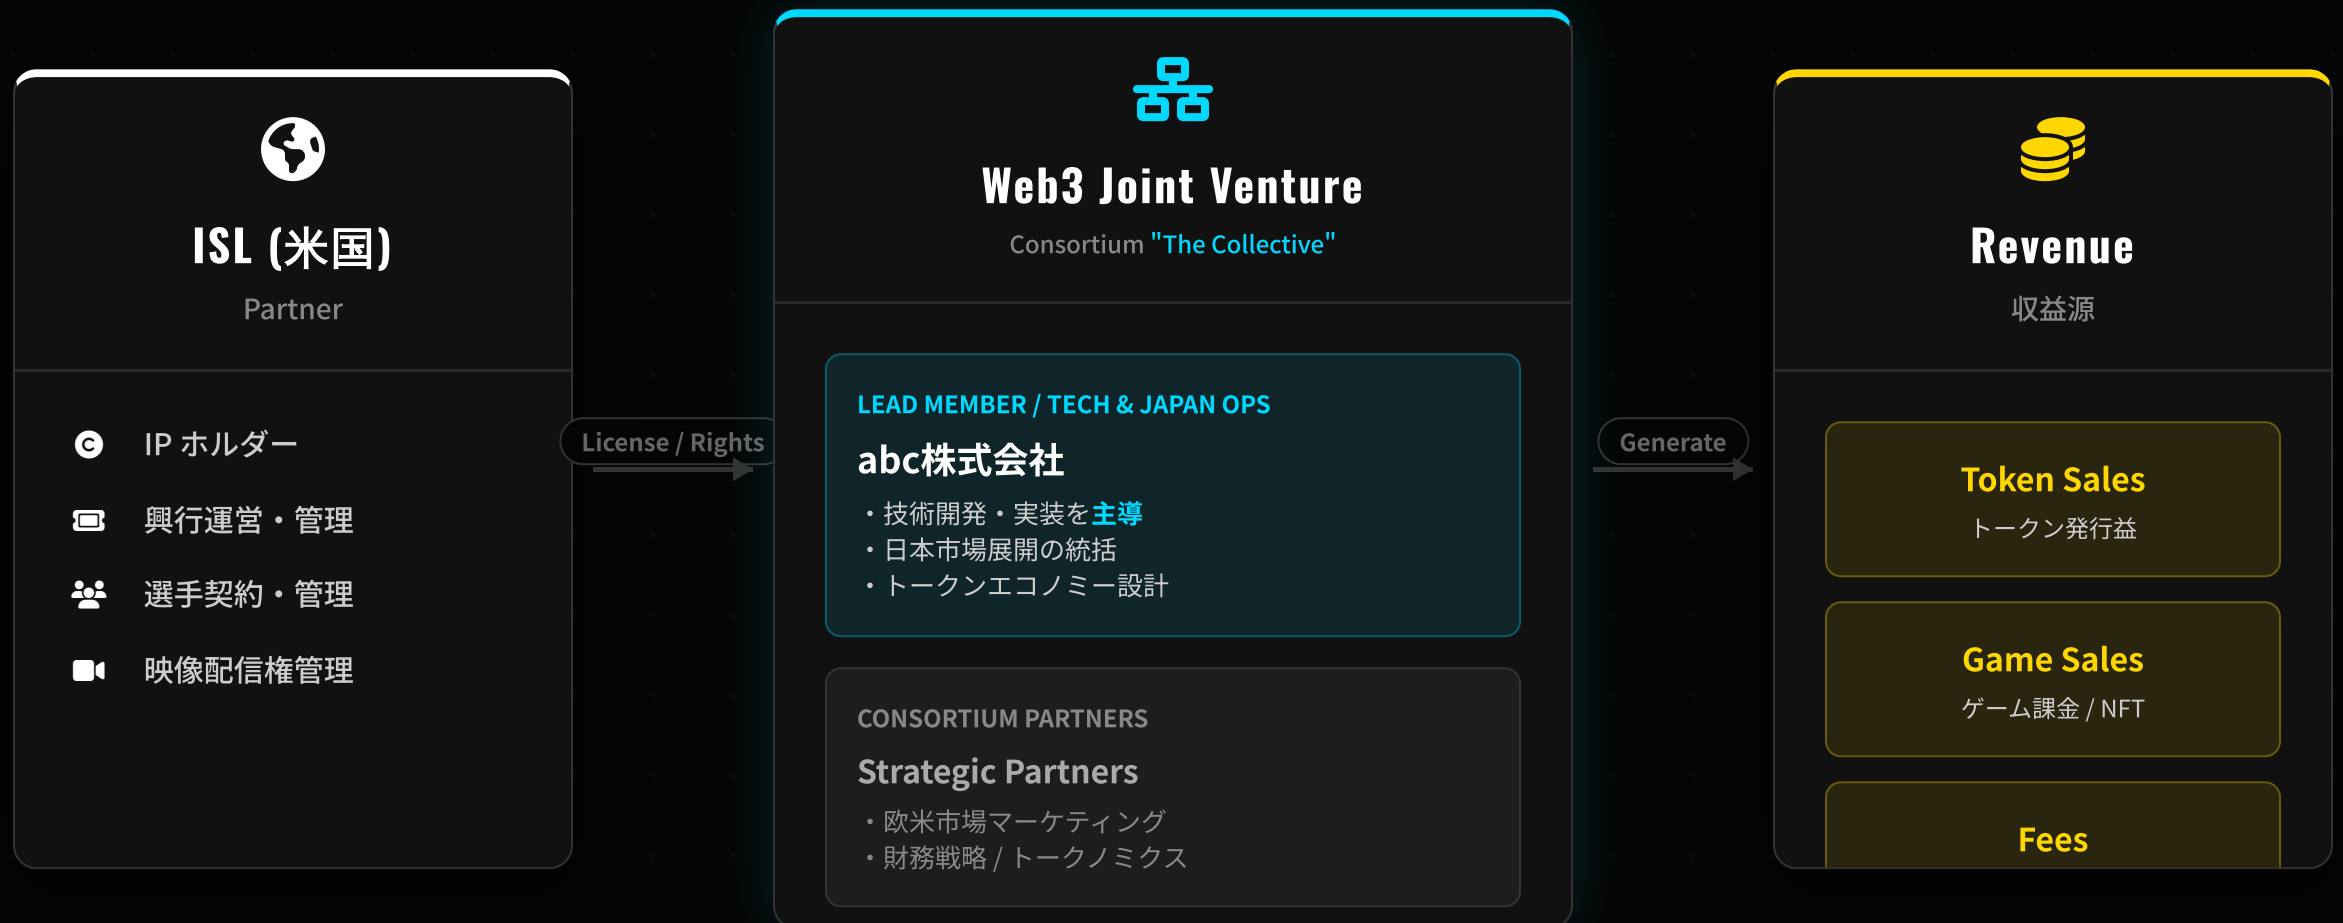 ISL (米国)
Partner
IP ホルダー
興行運営・管理
選手契約・管理
映像配信権管理
License / Rights
Web3 Joint Venture
Consortium "The Collective"
LEAD MEMBER / TECH & JAPAN OPS
abc株式会社
・技術開発・実装を主導
・日本市場展開の統括
・トークンエコノミー設計
CONSORTIUM PARTNERS
Strategic Partners
・欧米市場マーケティング
・財務戦略 / トークノミクス
Generate
Revenue
収益源
Token Sales
トークン発行益
Game Sales
ゲーム課金 / NFT
Fees